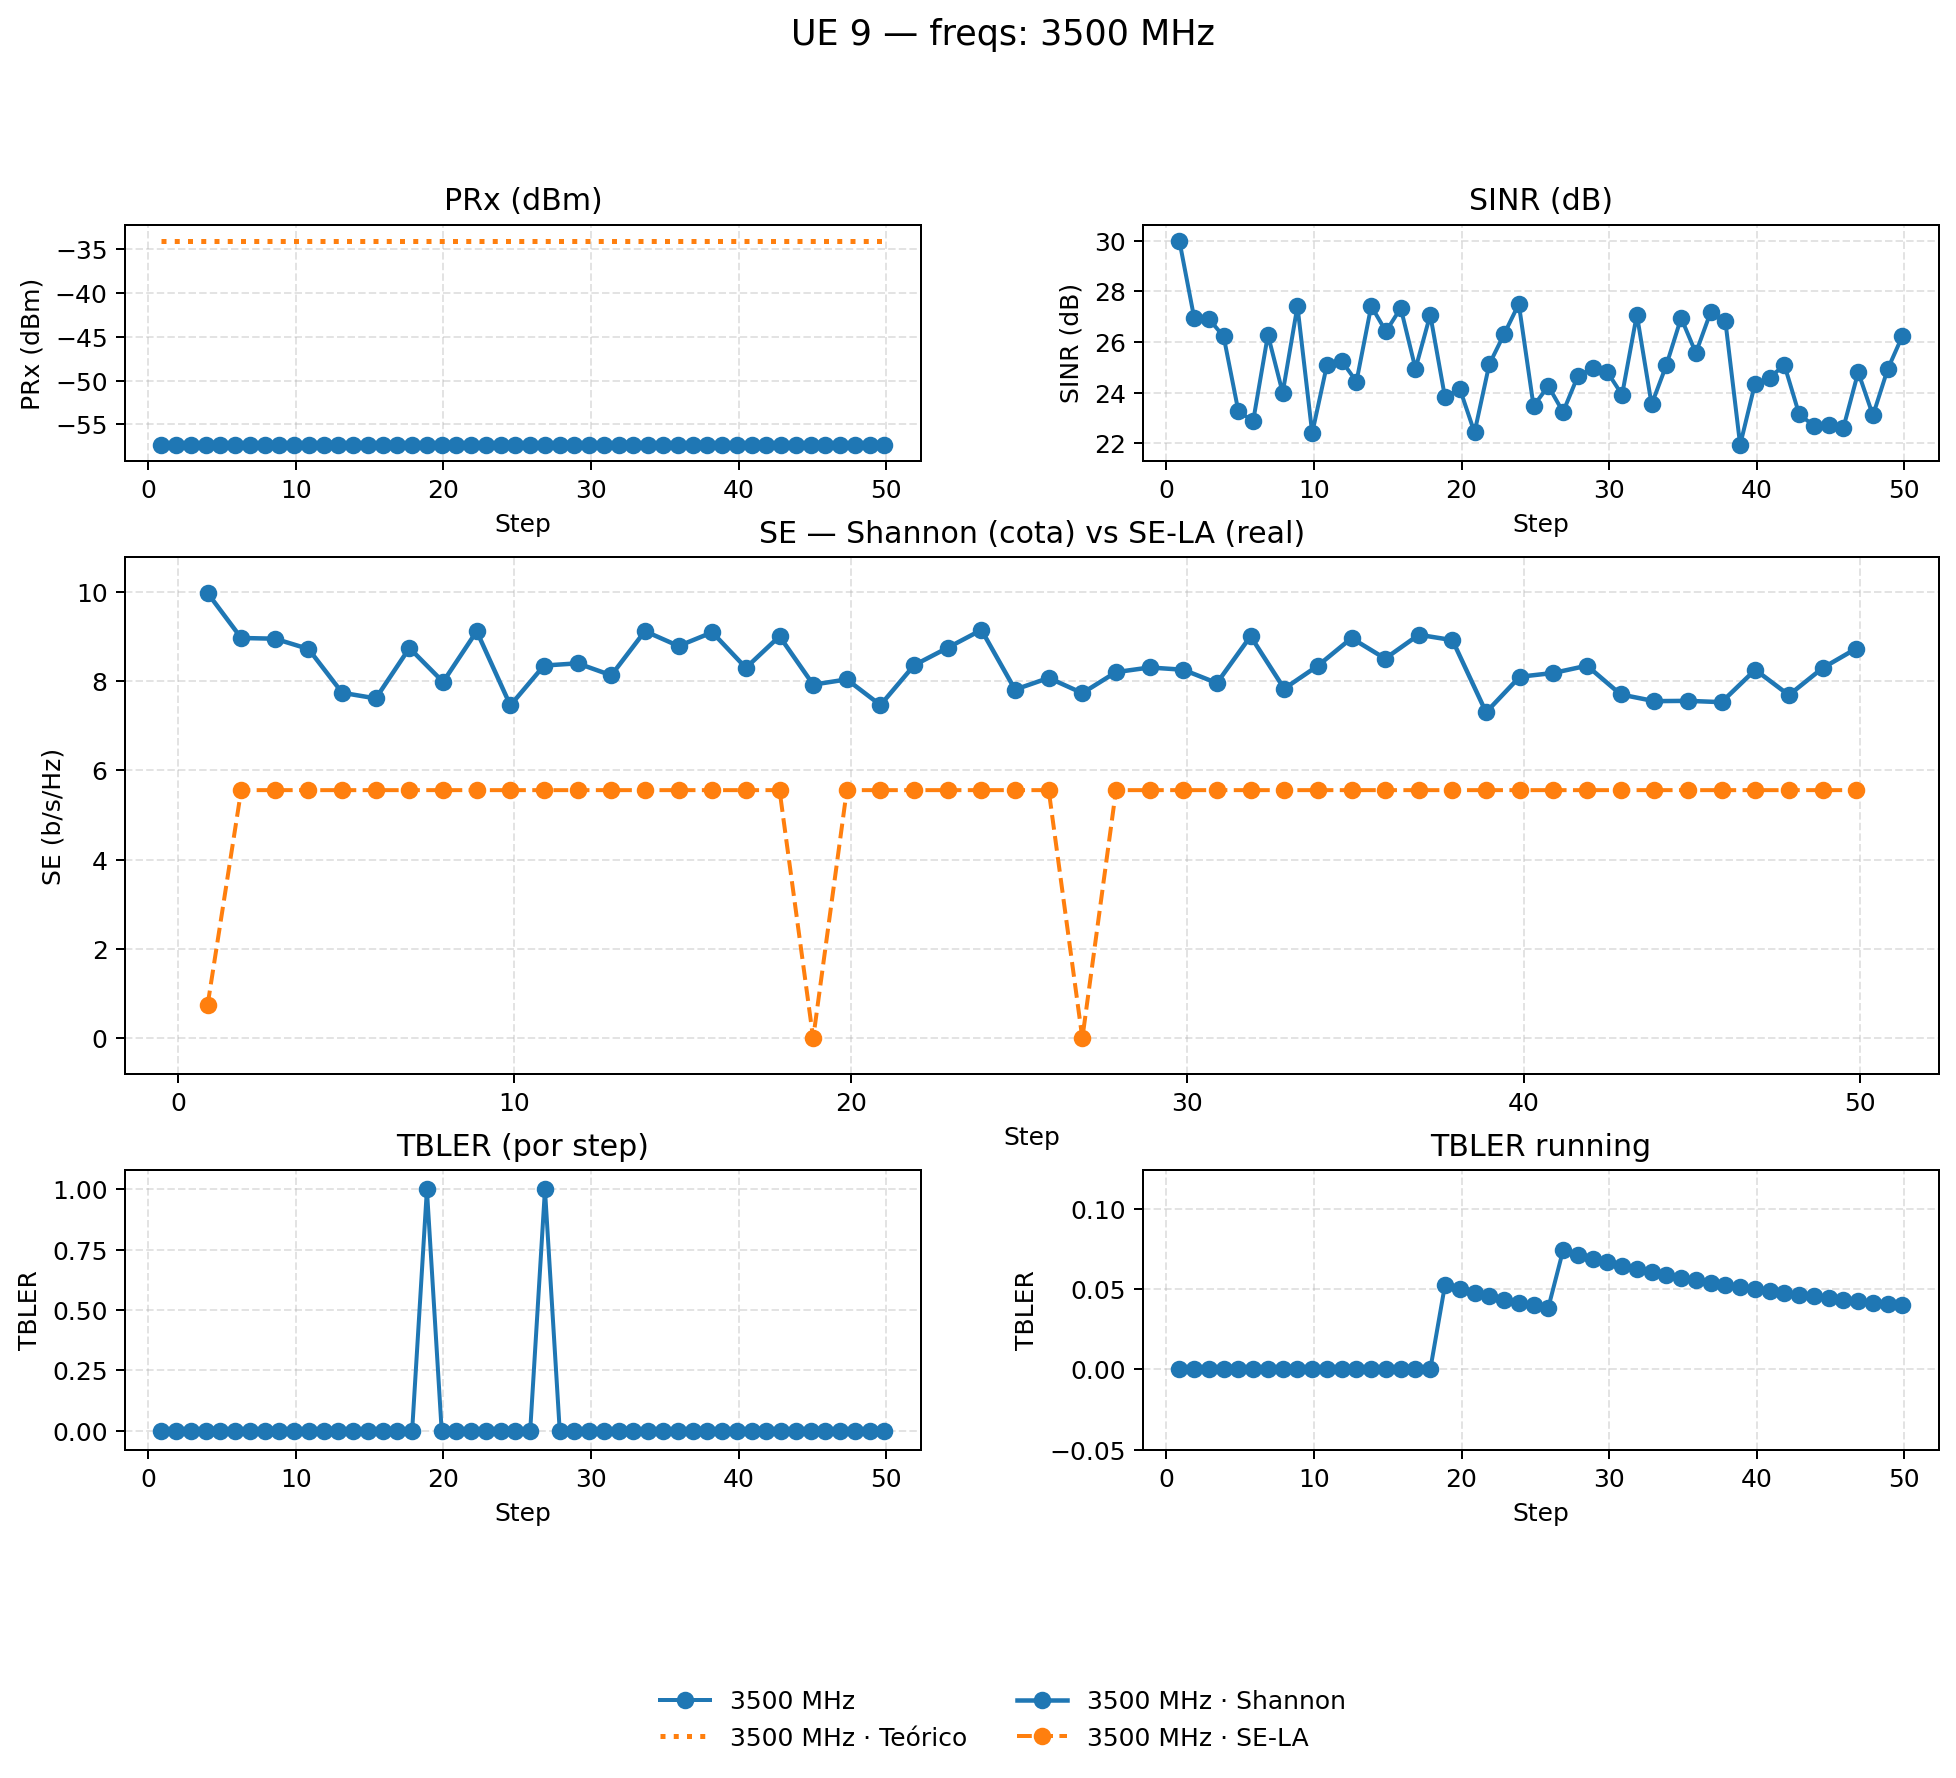 UE 9 — freqs: 3500 MHz
PRx (dBm)
PRx (dBm)
−35
−40
−45
−50
−55
0 10 20 30 40 50
Step
SINR (dB)
SINR (dB)
30
28
26
24
22
0 10 20 30 40 50
Step
SE — Shannon (cota) vs SE-LA (real)
SE (b/s/Hz)
10
8
6
4
2
0
0 10 20 30 40 50
Step
TBLER (por step)
TBLER
1.00
0.75
0.50
0.25
0.00
0 10 20 30 40 50
Step
TBLER running
TBLER
0.10
0.05
0.00
−0.05
0 10 20 30 40 50
Step
3500 MHz
3500 MHz · Teórico
3500 MHz · Shannon
3500 MHz · SE-LA